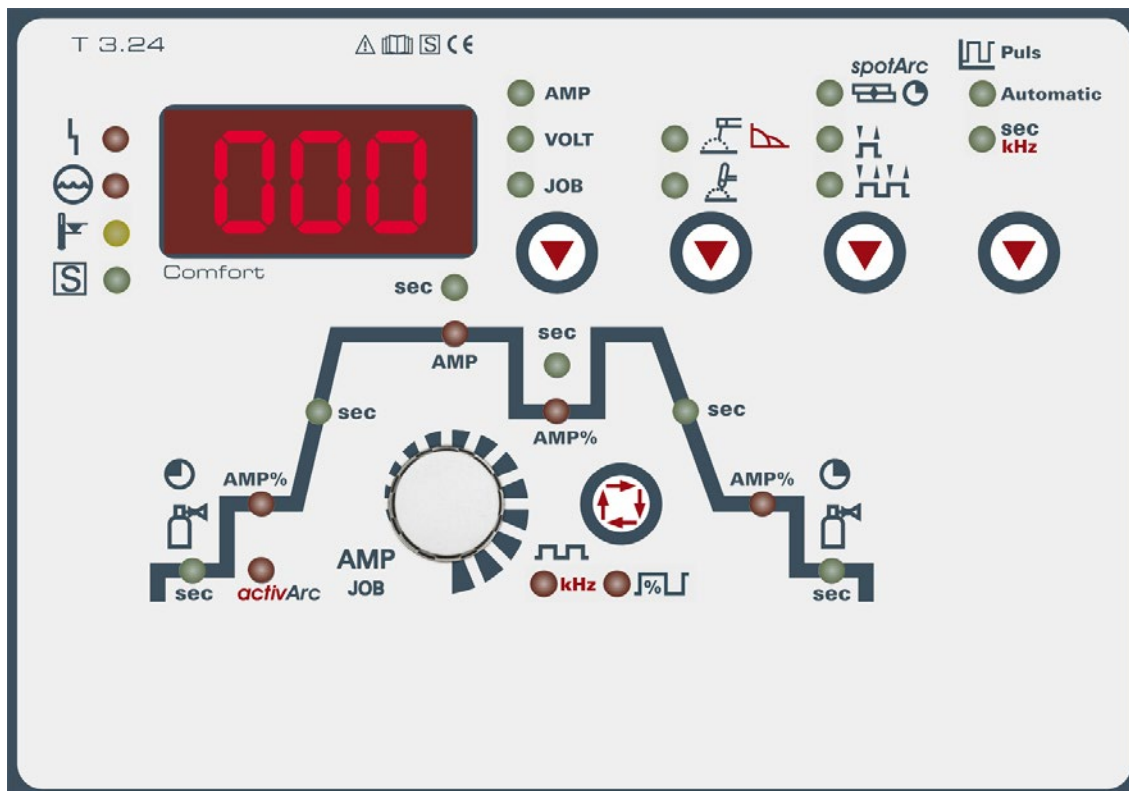 T 3.24
S CE
Puls
spotArc
AMP
Automatic
VOLT
sec
kHz
JOB
000
S
Comfort
sec
AMP
sec
sec
AMP%
sec
AMP%
AMP%
AMP
JOB
sec
activArc
kHz
%
sec